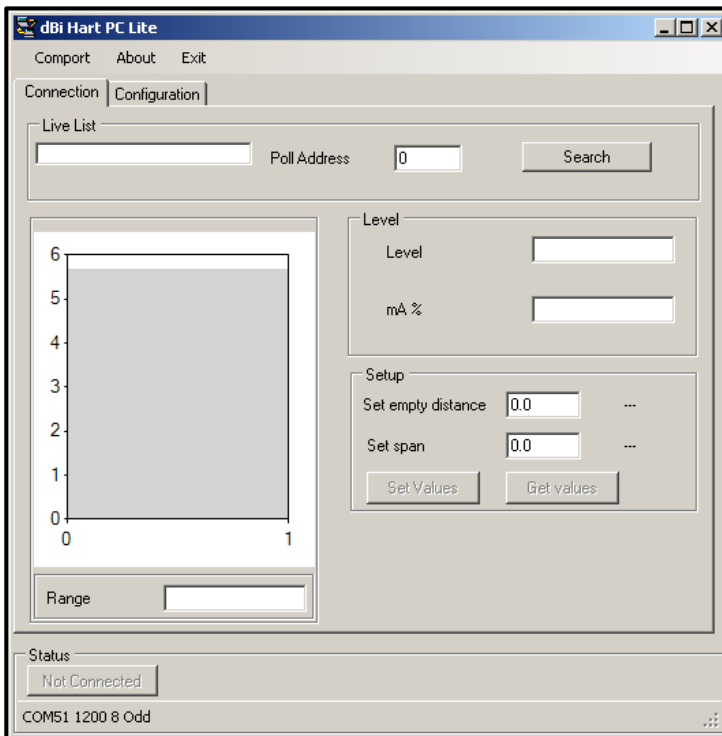 dBi Hart PC Lite
Comport About Exit
Connection Configuration
Live List
Poll Address 0 Search
Level
Level
mA %
6
5
4
3
2
1
0
0 1
Range
Setup
Set empty distance 0.0 ---
Set span 0.0 ---
Set Values Get values
Status
Not Connected
COM51 1200 8 Odd